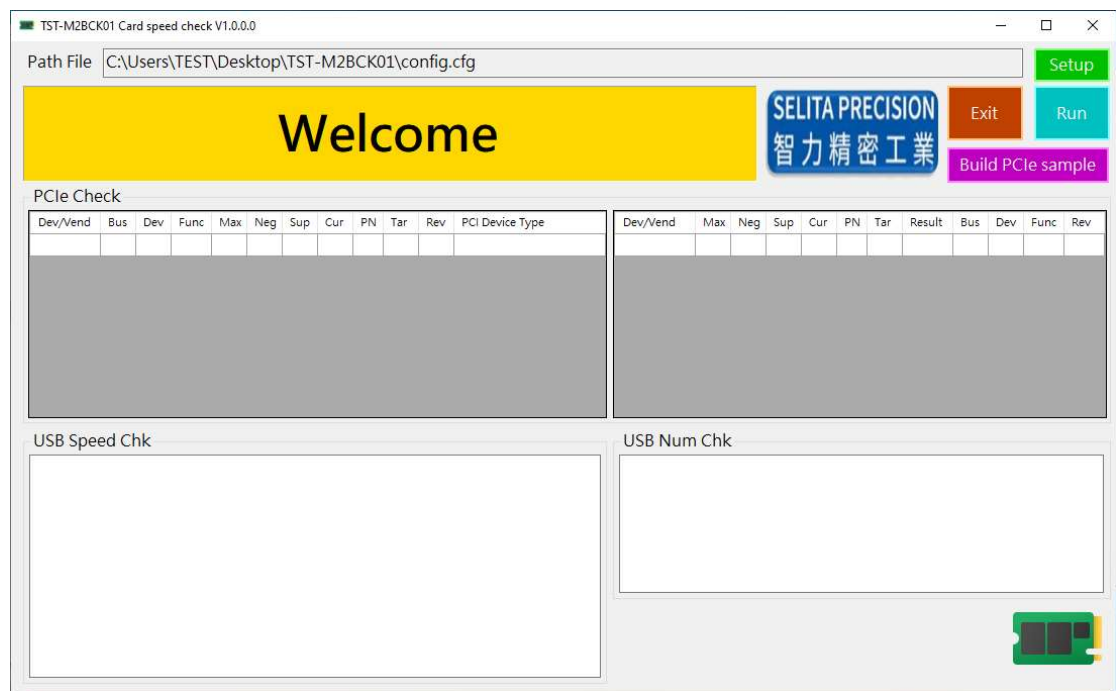 TST-M2BCK01 Card speed check V1.0.0.0
Path File C:\Users\TEST\Desktop\TST-M2BCK01\config.cfg
Setup
Welcome
SELITA PRECISION
智力精密工業
Exit
Run
Build PCIe sample
PCIe Check
Dev/Vend Bus Dev Func Max Neg Sup Cur PN Tar Rev PCI Device Type
Dev/Vend Max Neg Sup Cur PN Tar Result Bus Dev Func Rev
USB Speed Chk
USB Num Chk